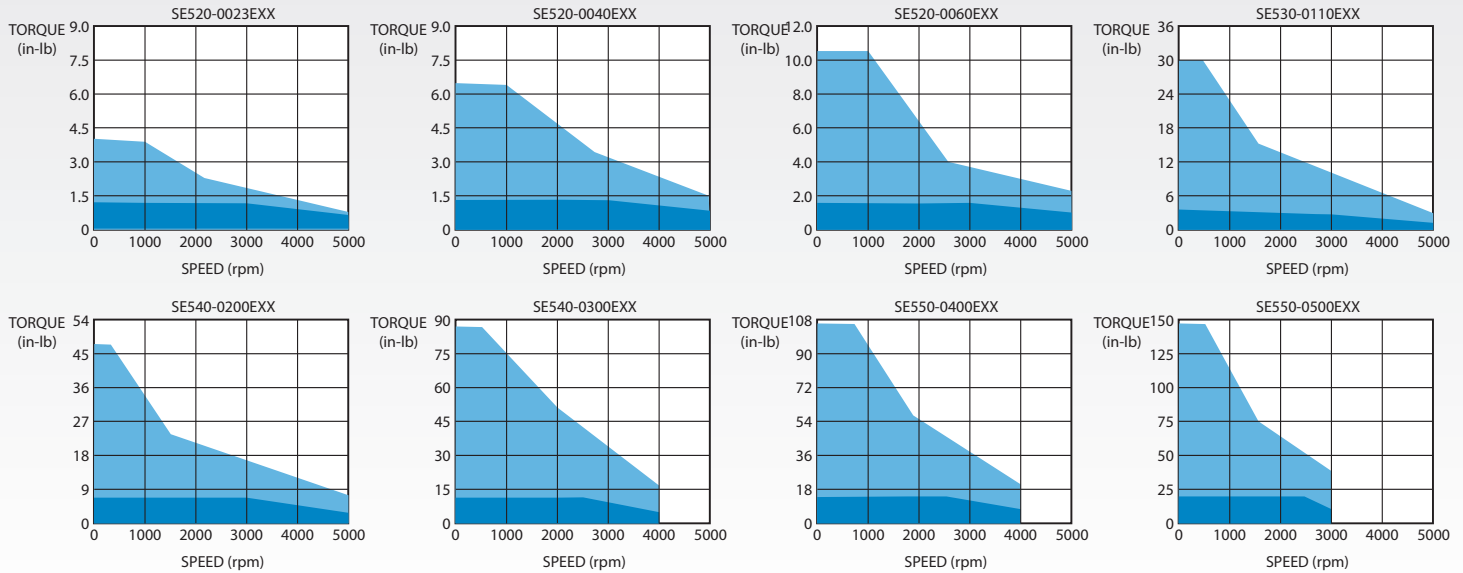 SE520-0023EXX
TORQUE
(in-lb)
9.0
7.5
6.0
4.5
3.0
1.5
0
0 1000 2000 3000 4000 5000
SPEED (rpm)
SE520-0040EXX
TORQUE
(in-lb)
9.0
7.5
6.0
4.5
3.0
1.5
0
0 1000 2000 3000 4000 5000
SPEED (rpm)
SE520-0060EXX
TORQUE
(in-lb)
12.0
10.0
8.0
6.0
4.0
2.0
0
0 1000 2000 3000 4000 5000
SPEED (rpm)
SE530-0110EXX
TORQUE
(in-lb)
36
30
24
18
12
6
0
0 1000 2000 3000 4000 5000
SPEED (rpm)
SE540-0200EXX
TORQUE
(in-lb)
54
45
36
27
18
9
0
0 1000 2000 3000 4000 5000
SPEED (rpm)
SE540-0300EXX
TORQUE
(in-lb)
90
75
60
45
30
15
0
0 1000 2000 3000 4000 5000
SPEED (rpm)
SE550-0400EXX
TORQUE
(in-lb)
108
90
72
54
36
18
0
0 1000 2000 3000 4000 5000
SPEED (rpm)
SE550-0500EXX
TORQUE
(in-lb)
150
125
100
75
50
25
0
0 1000 2000 3000 4000 5000
SPEED (rpm)